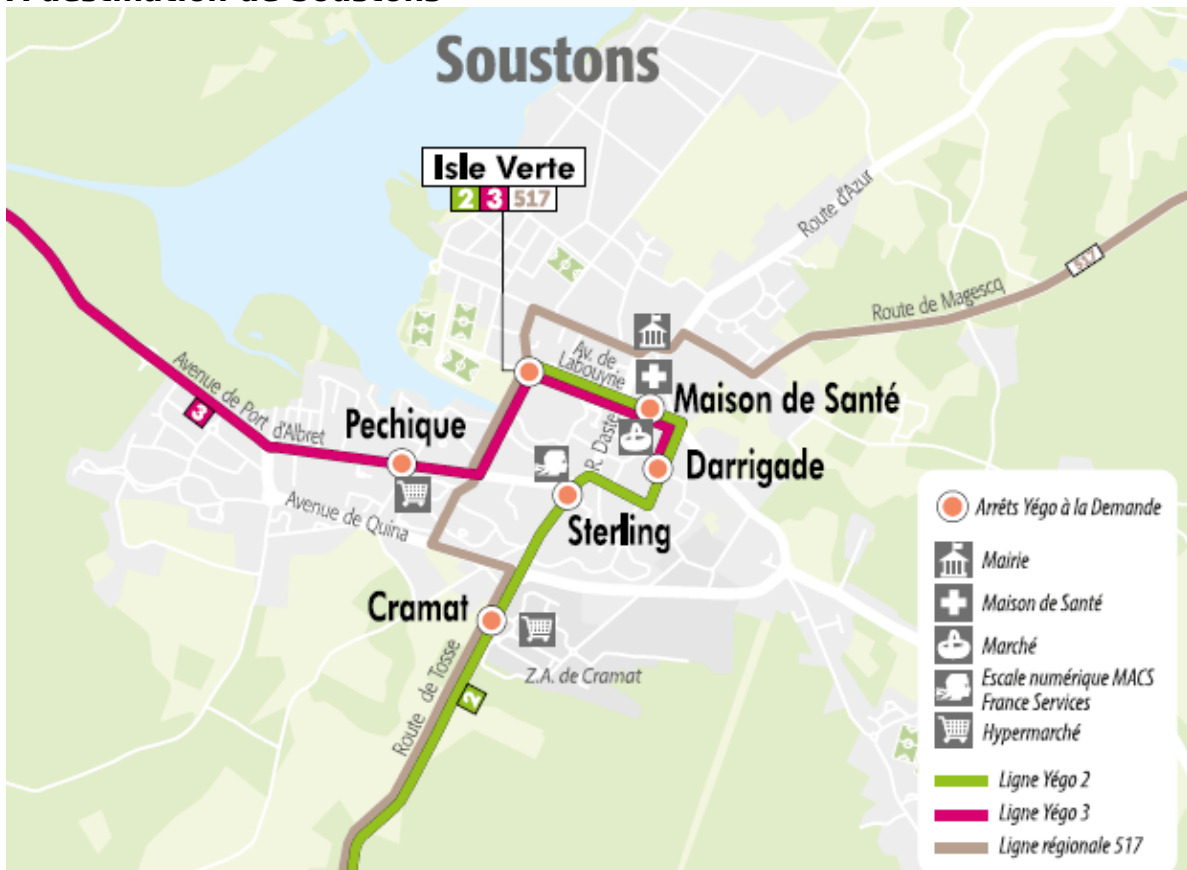 A destination de Soustons
Soustons
Isle Verte
2 3 517
Route d'Azur
517
Route de Magescq
Av. de
Labouyrie
Avenue de Port d'Albret
3
Pechique
Maison de Santé
R. Daste
Darrigade
Avenue de Quina
Sterling
Cramat
Z.A. de Cramat
Route de Tosse
2
Arrêts Yégo à la Demande
Mairie
Maison de Santé
Marché
Escale numérique MACS
France Services
Hypermarché
Ligne Yégo 2
Ligne Yégo 3
Ligne régionale 517